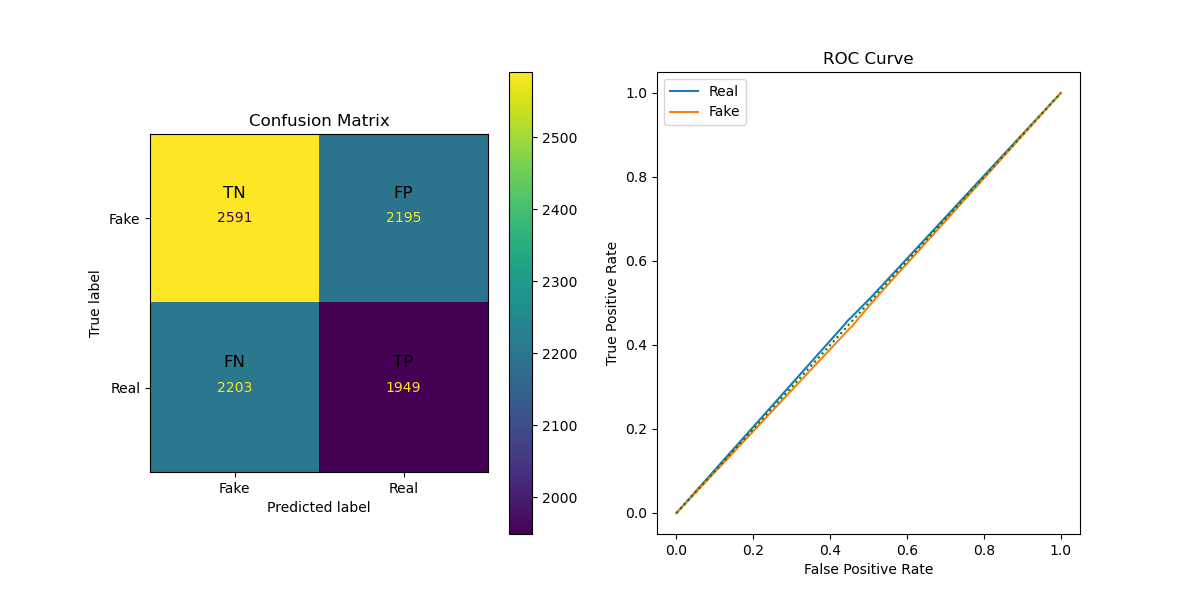 Confusion Matrix
TN
2591
FP
2195
FN
2203
TP
1949
Fake
Real
True label
Fake
Real
Predicted label
2500
2400
2300
2200
2100
2000
ROC Curve
Real
Fake
1.0
0.8
0.6
0.4
0.2
0.0
True Positive Rate
0.0
0.2
0.4
0.6
0.8
1.0
False Positive Rate